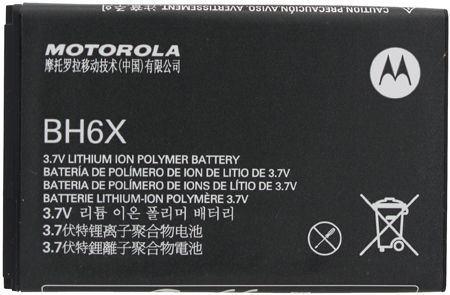 MOTOROLA
摩托罗拉移动技术(中国)有限公司
BH6X
3.7V LITHIUM ION POLYMER BATTERY
BATERÍA DE POLÍMERO DE ION DE LITIO DE 3.7V
BATERIA DE POLÍMERO DE IONS DE LÍTIO DE 3.7V
BATTERIE LITHIUM-ION POLYMÈRE 3.7V
3.7V 리튬 이온 폴리머 배터리
3.7伏特锂离子聚合物电池
3.7伏特鋰離子聚合物電池